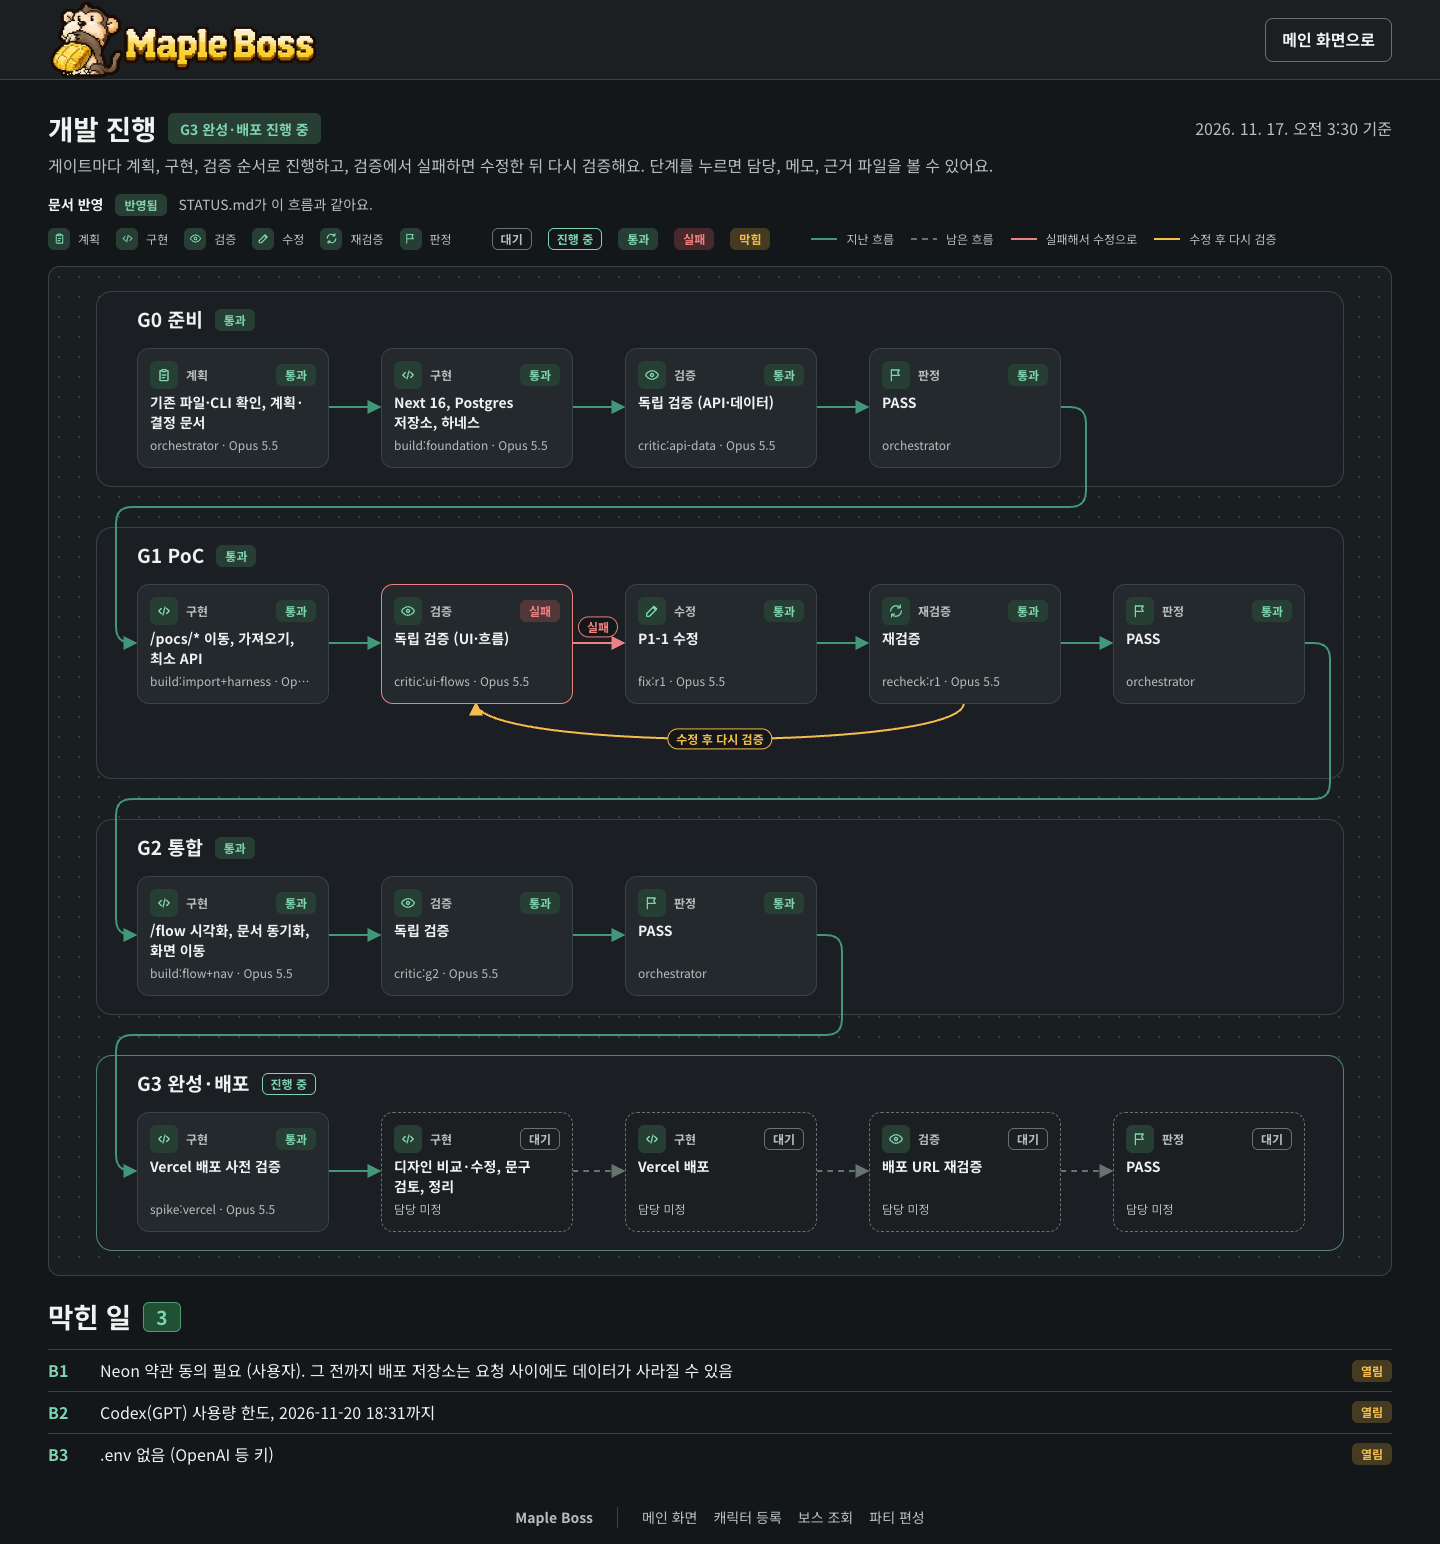 Maple Boss
메인 화면으로
개발 진행
G3 완성·배포 진행 중
2026. 11. 17. 오전 3:30 기준
게이트마다 계획, 구현, 검증 순서로 진행하고, 검증에서 실패하면 수정한 뒤 다시 검증해요. 단계를 누르면 담당, 메모, 근거 파일을 볼 수 있어요.
문서 반영 반영됨 STATUS.md가 이 흐름과 같아요.
계획 구현 검증 수정 재검증 판정 대기 진행 중 통과 실패 막힘 지난 흐름 남은 흐름 실패해서 수정으로 수정 후 다시 검증
G0 준비 통과
계획 통과
기존 파일·CLI 확인, 계획·
결정 문서
orchestrator · Opus 5.5
구현 통과
Next 16, Postgres
저장소, 하네스
build:foundation · Opus 5.5
검증 통과
독립 검증 (API·데이터)
critic:api-data · Opus 5.5
판정 통과
PASS
orchestrator
G1 PoC 통과
구현 통과
/pocs/* 이동, 가져오기,
최소 API
build:import+harness · Op…
검증 실패
독립 검증 (UI·흐름)
critic:ui-flows · Opus 5.5
실패
수정 통과
P1-1 수정
fix:r1 · Opus 5.5
재검증 통과
재검증
recheck:r1 · Opus 5.5
판정 통과
PASS
orchestrator
수정 후 다시 검증
G2 통합 통과
구현 통과
/flow 시각화, 문서 동기화,
화면 이동
build:flow+nav · Opus 5.5
검증 통과
독립 검증
critic:g2 · Opus 5.5
판정 통과
PASS
orchestrator
G3 완성·배포 진행 중
구현 통과
Vercel 배포 사전 검증
spike:vercel · Opus 5.5
구현 대기
디자인 비교·수정, 문구
검토, 정리
담당 미정
구현 대기
Vercel 배포
담당 미정
검증 대기
배포 URL 재검증
담당 미정
판정 대기
PASS
담당 미정
막힌 일 3
B1 Neon 약관 동의 필요 (사용자). 그 전까지 배포 저장소는 요청 사이에도 데이터가 사라질 수 있음 열림
B2 Codex(GPT) 사용량 한도, 2026-11-20 18:31까지 열림
B3 .env 없음 (OpenAI 등 키) 열림
Maple Boss 메인 화면 캐릭터 등록 보스 조회 파티 편성